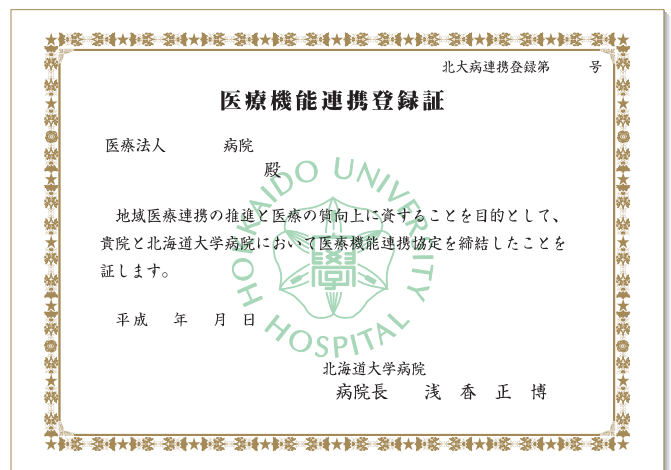 北大病連携登録第 号
医療機能連携登録証
医療法人 病院
殿
HOKKAIDO UNIVERSITY
地域医療連携の推進と医療の質向上に資することを目的として、
貴院と北海道大学病院において医療機能連携協定を締結したことを
証します。
學
HOSPITAL
平成 年 月 日
北海道大学病院
病院長 浅 香 正 博